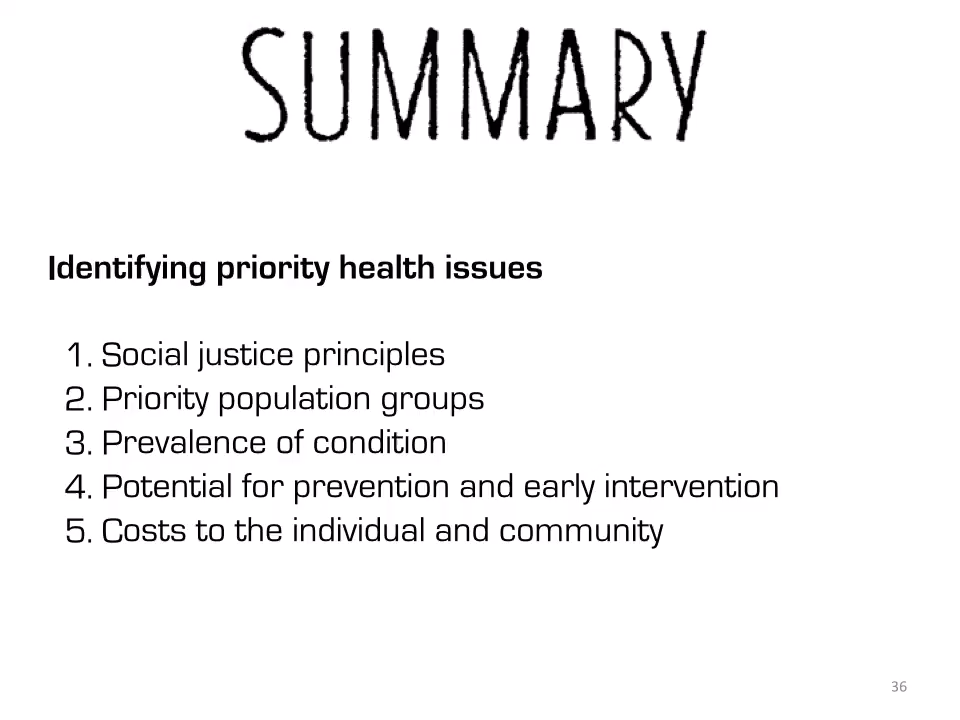 SUMMARY
Identifying priority health issues
1. Social justice principles
2. Priority population groups
3. Prevalence of condition
4. Potential for prevention and early intervention
5. Costs to the individual and community
36